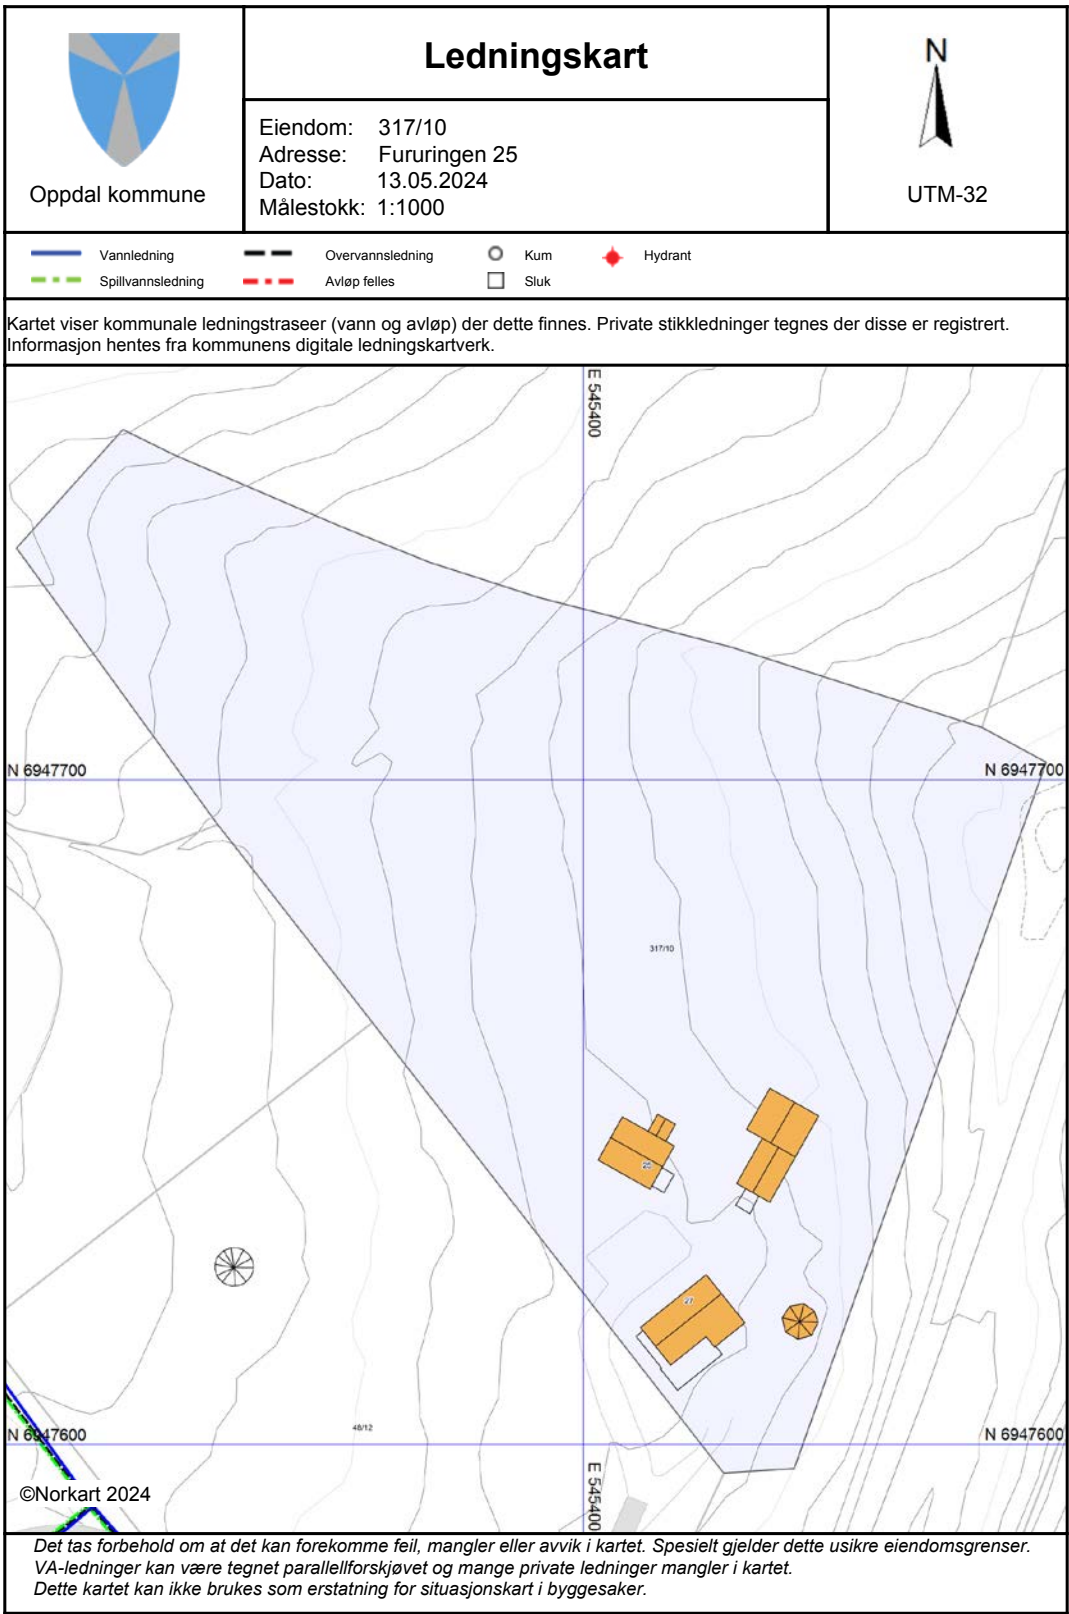 Ledningskart
Oppdal kommune
Eiendom: 317/10
Adresse: Fururingen 25
Dato: 13.05.2024
Målestokk: 1:1000
N
UTM-32
Vannledning
Overvannsledning
Kum
Hydrant
Spillvannsledning
Avløp felles
Sluk
Kartet viser kommunale ledningstraseer (vann og avløp) der dette finnes. Private stikkledninger tegnes der disse er registrert.
Informasjon hentes fra kommunens digitale ledningskartverk.
E 545400
N 6947700
N 6947700
317/10
25
27
48/12
N 6947600
N 6947600
E 545400
©Norkart 2024
Det tas forbehold om at det kan forekomme feil, mangler eller avvik i kartet. Spesielt gjelder dette usikre eiendomsgrenser.
VA-ledninger kan være tegnet parallellforskjøvet og mange private ledninger mangler i kartet.
Dette kartet kan ikke brukes som erstatning for situasjonskart i byggesaker.